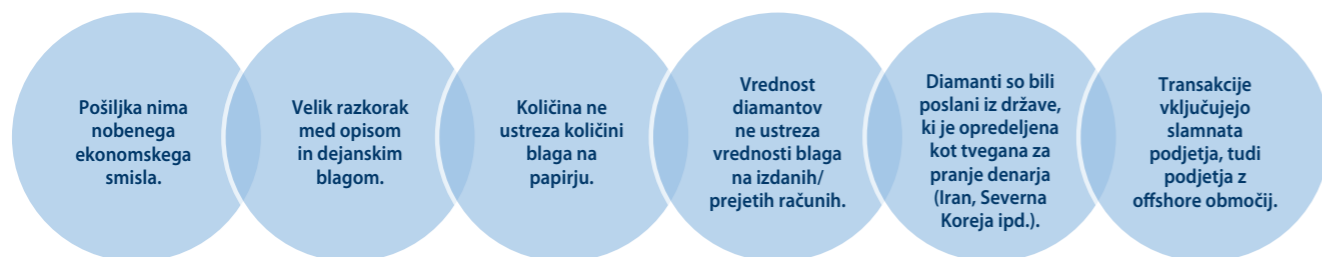 Pošiljka nima
nobenega
ekonomskega
smisla.
Velik razkorak
med opisom
in dejanskim
blagom.
Količina ne
ustreza količini
blaga na
papirju.
Vrednost
diamantov
ne ustreza
vrednosti blaga
na izdanih/
prejetih računih.
Diamanti so bili
poslani iz države,
ki je opredeljena
kot tvegana za
pranje denarja
(Iran, Severna
Koreja ipd.).
Transakcije
vključujejo
slamnata
podjetja, tudi
podjetja z
offshore območij.